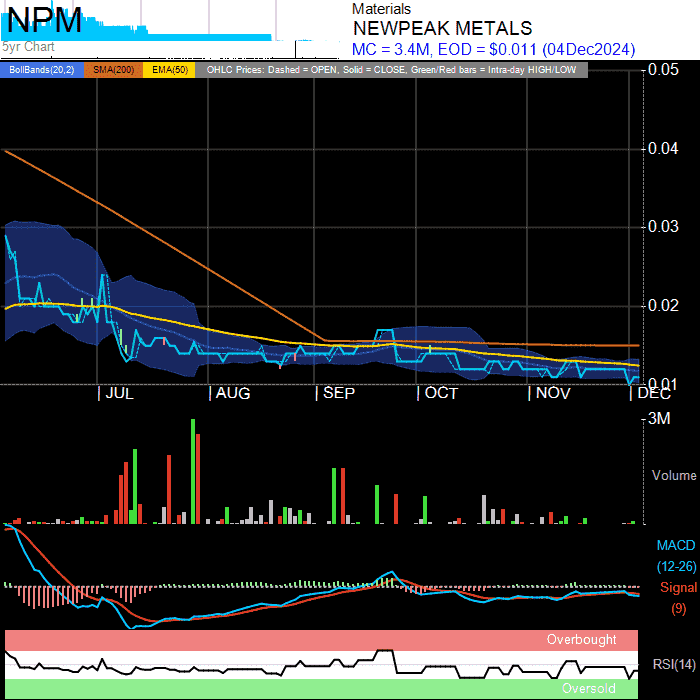 NPM
5yr Chart
Materials
NEWPEAK METALS
MC = 3.4M, EOD = $0.011 (04Dec2024)
BollBands(20,2) SMA(200) EMA(50) OHLC Prices: Dashed = OPEN, Solid = CLOSE, Green/Red bars = Intra-day HIGH/LOW
0.05
0.04
0.03
0.02
0.01
| JUL | AUG | SEP | OCT | NOV | DEC
3M
Volume
MACD
(12-26)
Signal
(9)
Overbought
RSI(14)
Oversold